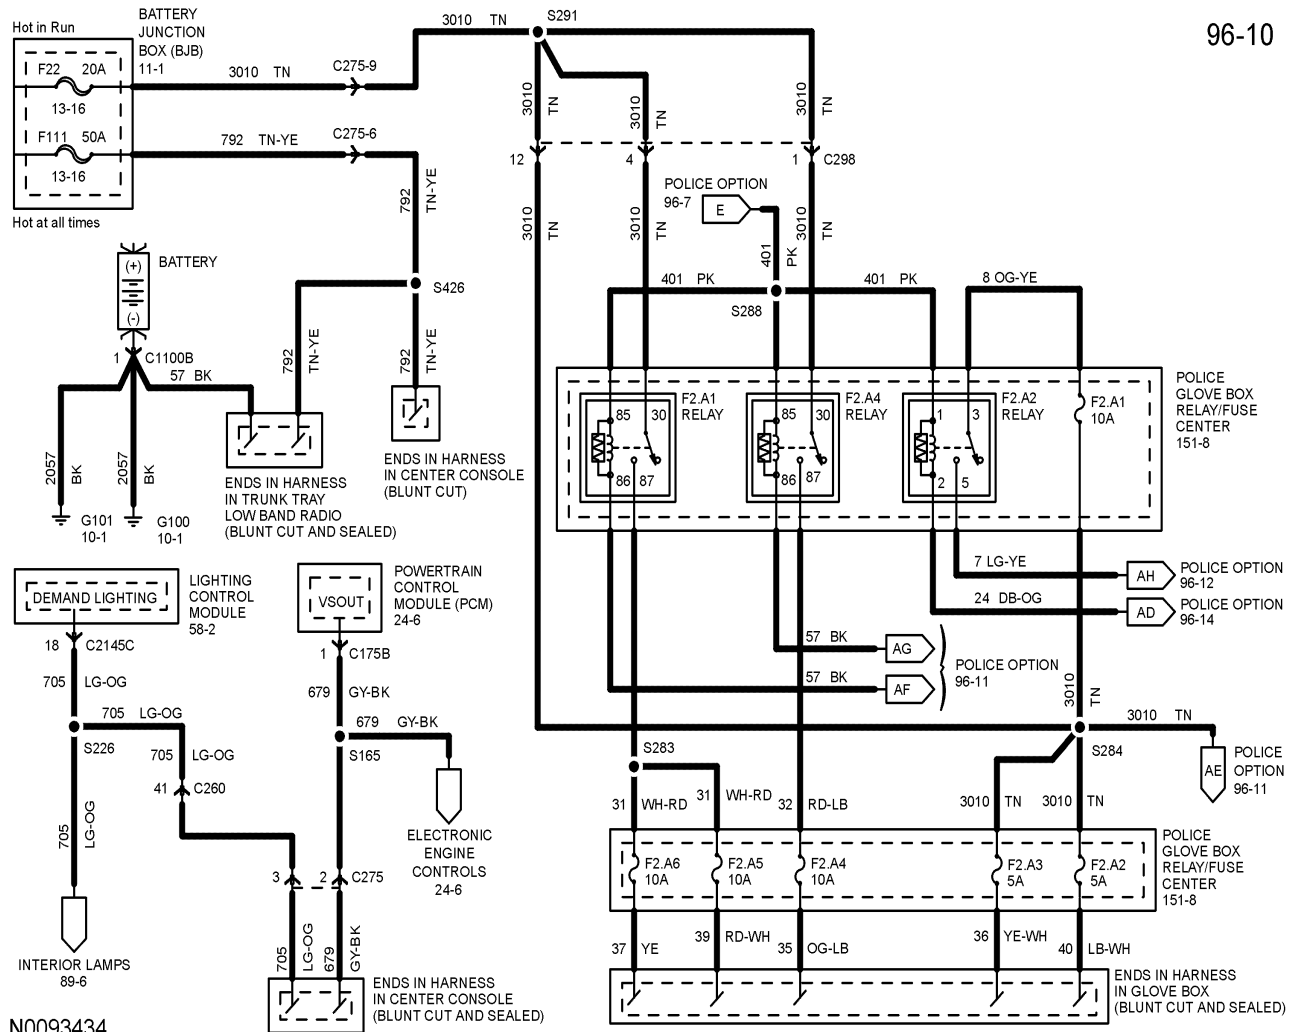 96-10
Hot in Run
BATTERY
JUNCTION
BOX (BJB)
11-1
F22 20A
13-16
F111 50A
13-16
Hot at all times
3010 TN
C275-9
792 TN-YE
C275-6
3010 TN
S291
3010 TN
3010 TN
3010 TN
12
4
1 C298
792 TN-YE
3010 TN
3010 TN
3010 TN
POLICE OPTION
96-7
E
401 PK
BATTERY
(+)
(-)
S426
401 PK
401 PK
S288
8 OG-YE
1 C1100B
57 BK
792 TN-YE
792 TN-YE
2057 BK
2057 BK
G101
10-1
G100
10-1
ENDS IN HARNESS
IN TRUNK TRAY
LOW BAND RADIO
(BLUNT CUT AND SEALED)
ENDS IN HARNESS
IN CENTER CONSOLE
(BLUNT CUT)
POLICE
GLOVE BOX
RELAY/FUSE
CENTER
151-8
F2.A1
RELAY
85 30
86 87
F2.A4
RELAY
85 30
86 87
F2.A2
RELAY
1 3
2 5
F2.A1
10A
7 LG-YE
AH
POLICE OPTION
96-12
24 DB-OG
AD
POLICE OPTION
96-14
57 BK
AG
57 BK
AF
POLICE OPTION
96-11
DEMAND LIGHTING
LIGHTING
CONTROL
MODULE
58-2
18 C2145C
705 LG-OG
705 LG-OG
S226
705 LG-OG
41 C260
705 LG-OG
INTERIOR LAMPS
89-6
VSOUT
POWERTRAIN
CONTROL
MODULE (PCM)
24-6
1 C175B
679 GY-BK
679 GY-BK
S165
ELECTRONIC
ENGINE
CONTROLS
24-6
3 2 C275
705 LG-OG
679 GY-BK
ENDS IN HARNESS
IN CENTER CONSOLE
(BLUNT CUT AND SEALED)
3010 TN
3010 TN
S284
AE
POLICE
OPTION
96-11
S283
31 WH-RD
31 WH-RD
32 RD-LB
3010 TN
3010 TN
POLICE
GLOVE BOX
RELAY/FUSE
CENTER
151-8
F2.A6
10A
F2.A5
10A
F2.A4
10A
F2.A3
5A
F2.A2
5A
37 YE
39 RD-WH
35 OG-LB
36 YE-WH
40 LB-WH
ENDS IN HARNESS
IN GLOVE BOX
(BLUNT CUT AND SEALED)
N0093434